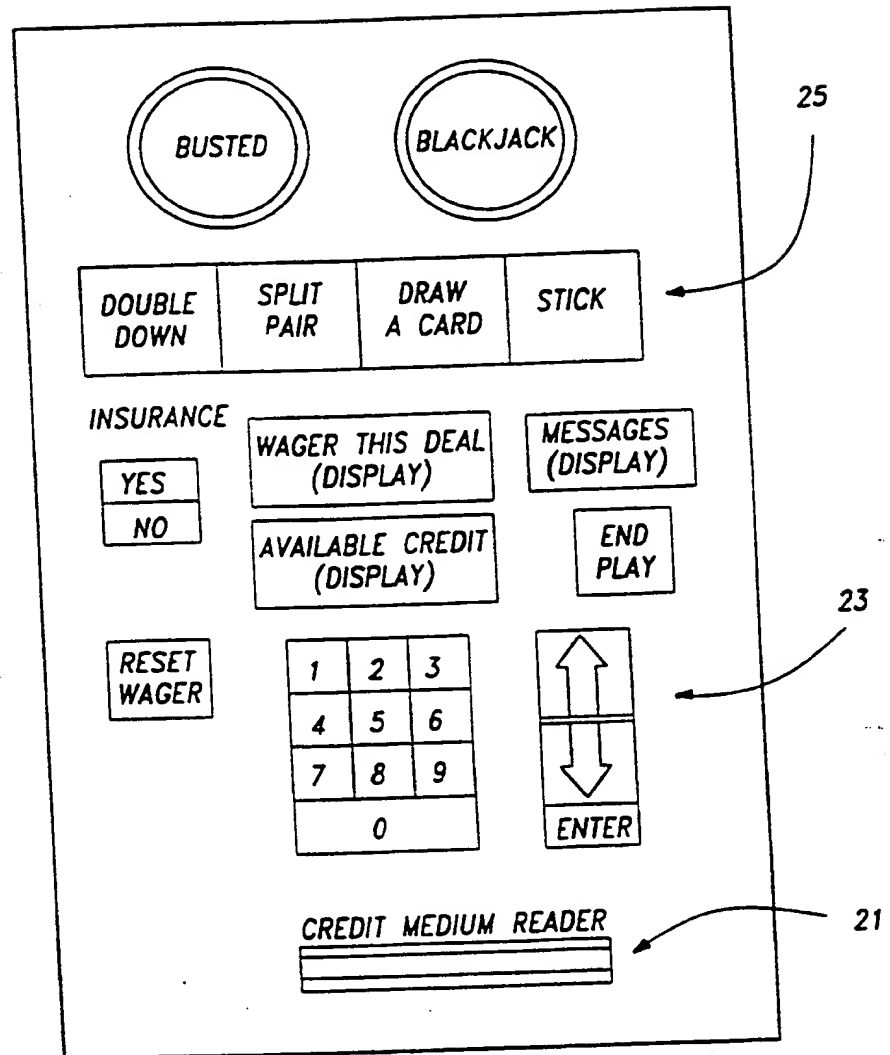 BUSTED
BLACKJACK
25
DOUBLE
DOWN
SPLIT
PAIR
DRAW
A CARD
STICK
INSURANCE
YES
NO
WAGER THIS DEAL
(DISPLAY)
MESSAGES
(DISPLAY)
AVAILABLE CREDIT
(DISPLAY)
END
PLAY
23
RESET
WAGER
1 2 3
4 5 6
7 8 9
0
ENTER
CREDIT MEDIUM READER
21